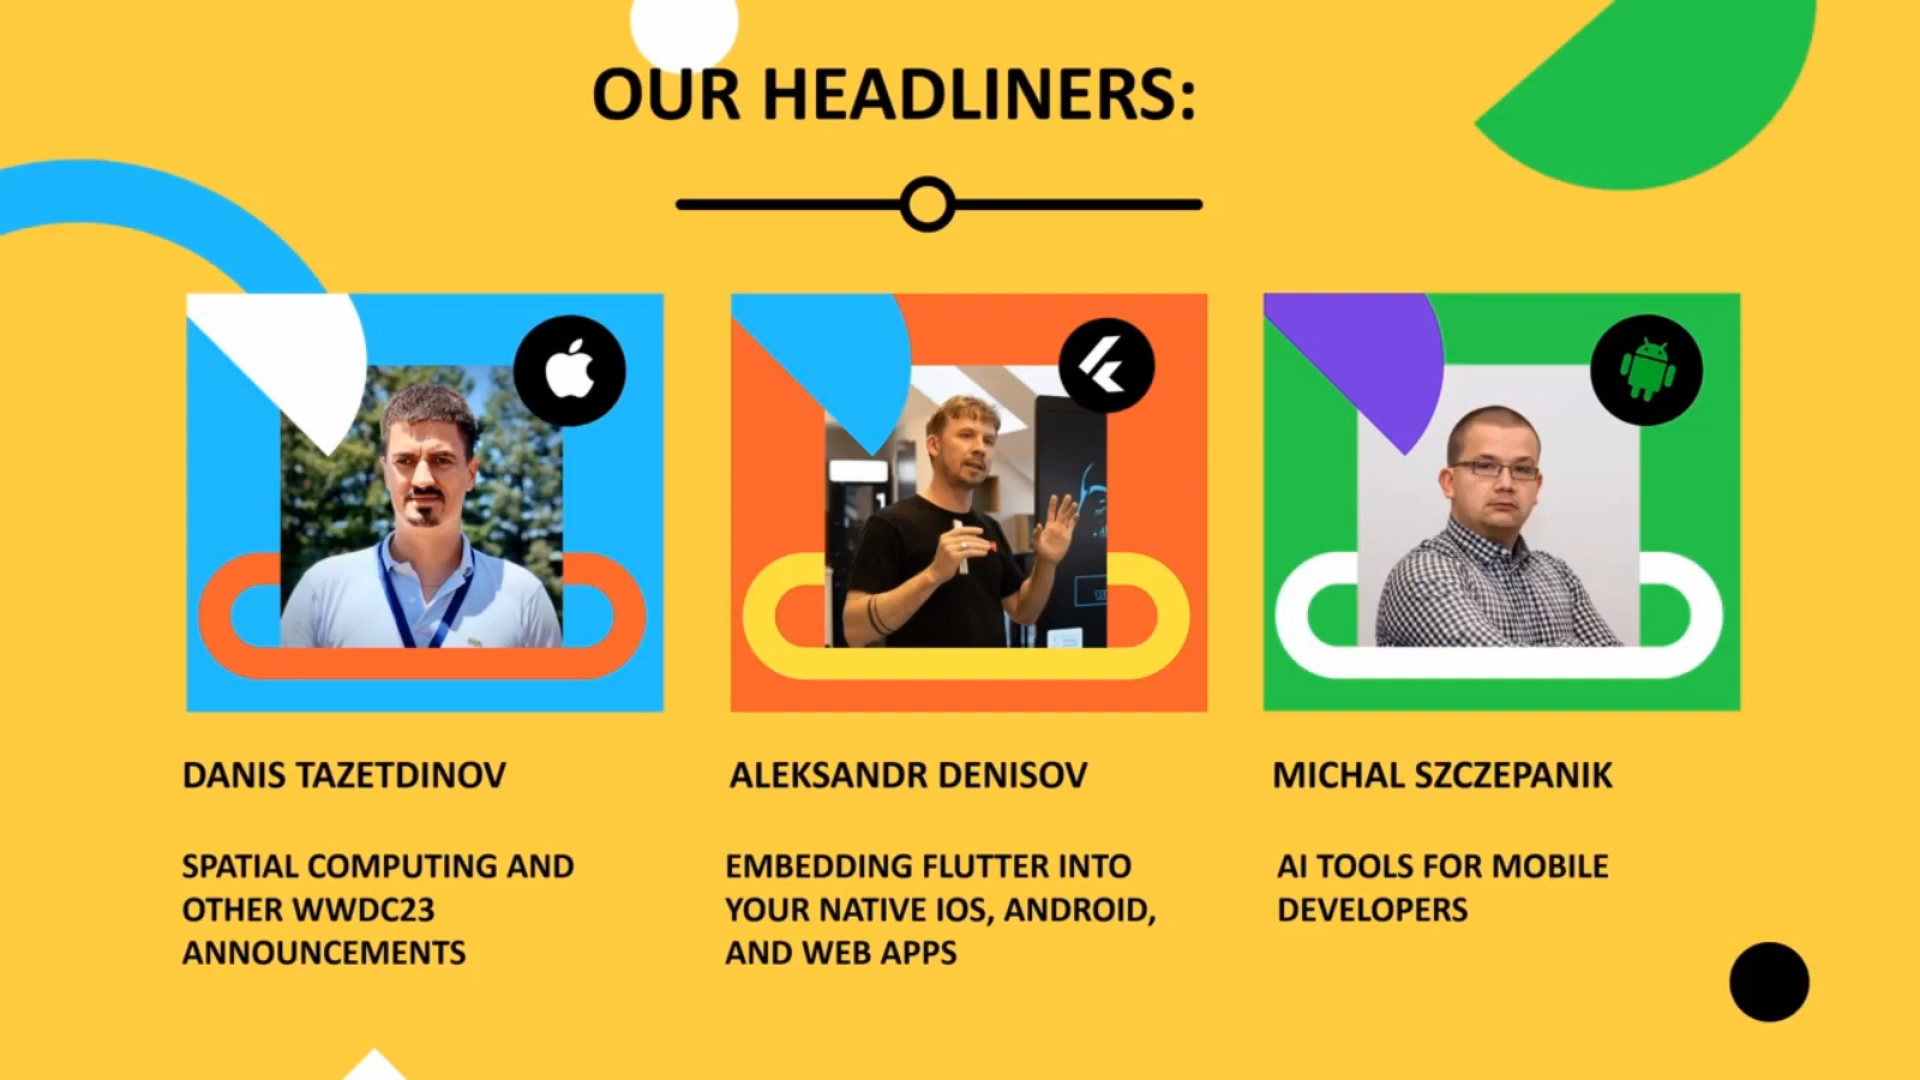 OUR HEADLINERS:
DANIS TAZETDINOV
SPATIAL COMPUTING AND
OTHER WWDC23
ANNOUNCEMENTS
ALEKSANDR DENISOV
EMBEDDING FLUTTER INTO
YOUR NATIVE IOS, ANDROID,
AND WEB APPS
MICHAL SZCZEPANIK
AI TOOLS FOR MOBILE
DEVELOPERS